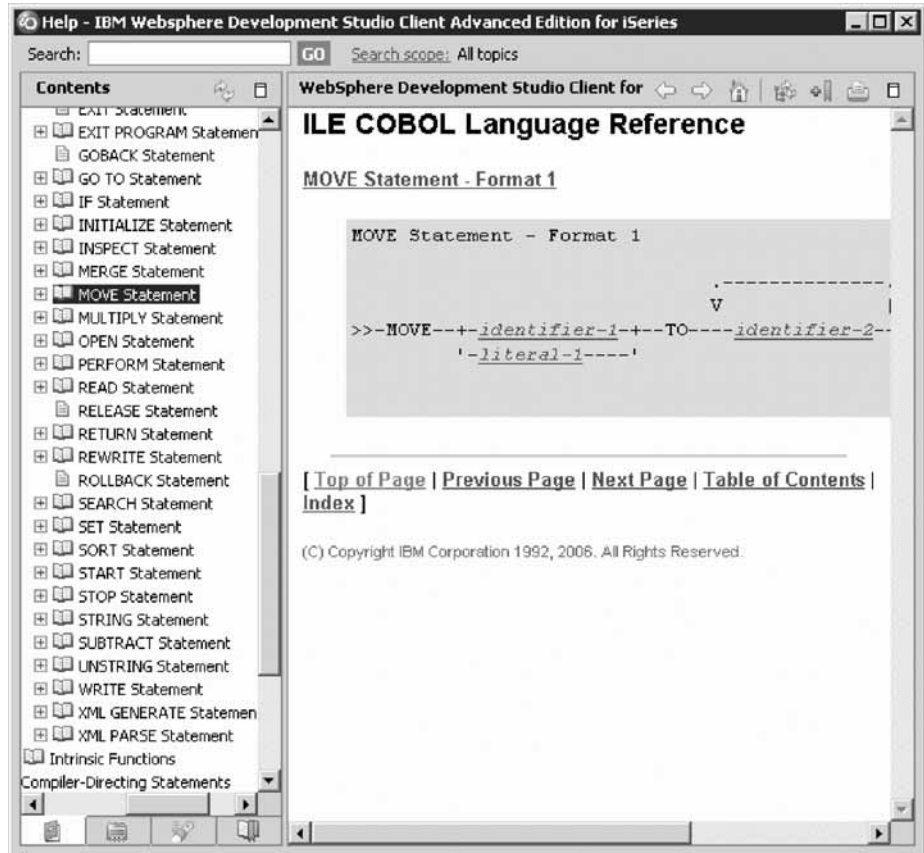 Help - IBM Websphere Development Studio Client Advanced Edition for iSeries
Search: GO Search scope: All topics
Contents
EXIT Statement
EXIT PROGRAM Statemen
GOBACK Statement
GO TO Statement
IF Statement
INITIALIZE Statement
INSPECT Statement
MERGE Statement
MOVE Statement
MULTIPLY Statement
OPEN Statement
PERFORM Statement
READ Statement
RELEASE Statement
RETURN Statement
REWRITE Statement
ROLLBACK Statement
SEARCH Statement
SET Statement
SORT Statement
START Statement
STOP Statement
STRING Statement
SUBTRACT Statement
UNSTRING Statement
WRITE Statement
XML GENERATE Statemen
XML PARSE Statement
Intrinsic Functions
Compiler-Directing Statements
WebSphere Development Studio Client for
ILE COBOL Language Reference
MOVE Statement - Format 1
MOVE Statement - Format 1
.---------------.
V
>>-MOVE--+-identifier-1-+--TO----identifier-2--
'-literal-1----'
[ Top of Page | Previous Page | Next Page | Table of Contents |
Index ]
(C) Copyright IBM Corporation 1992, 2006. All Rights Reserved.